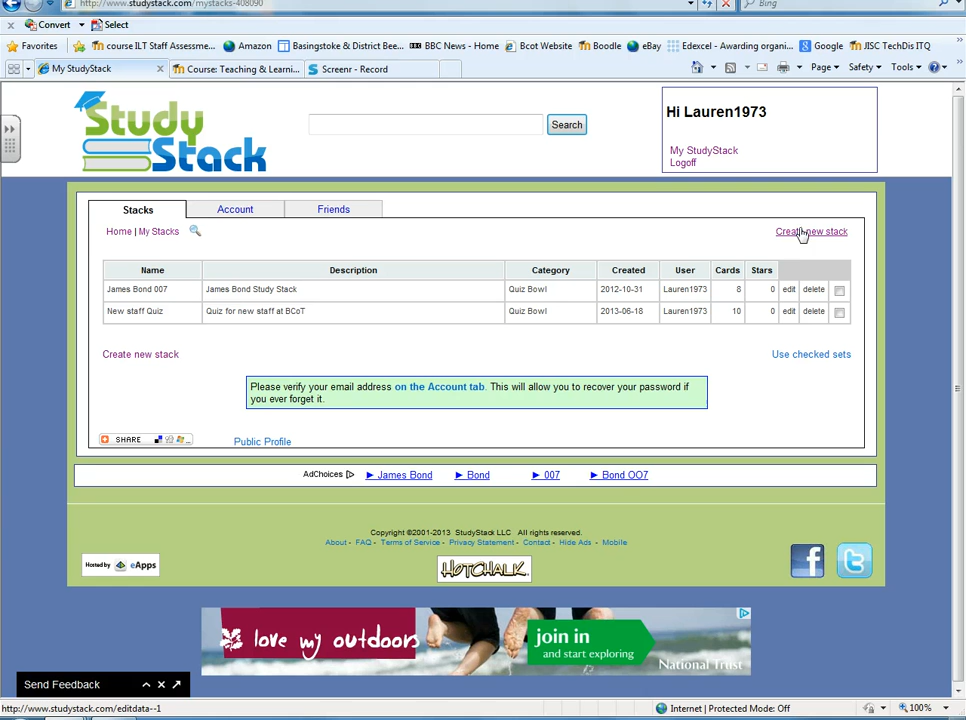 http://www.studystack.com/mystacks-408090
Bing
Convert Select
Favorites course ILT Staff Assessme... Amazon Basingstoke & District Bee... BBC News - Home Bcot Website Boodle eBay Edexcel - Awarding organi... Google JISC TechDis ITQ
My StudyStack Course: Teaching & Learni... Screenr - Record Page Safety Tools
Study Stack
Search
Hi Lauren1973
My StudyStack
Logoff
Stacks Account Friends
Home | My Stacks Create new stack
Name Description Category Created User Cards Stars
James Bond 007 James Bond Study Stack Quiz Bowl 2012-10-31 Lauren1973 8 0 edit delete
New staff Quiz Quiz for new staff at BCoT Quiz Bowl 2013-06-18 Lauren1973 10 0 edit delete
Create new stack Use checked sets
Please verify your email address on the Account tab. This will allow you to recover your password if
you ever forget it.
SHARE Public Profile
AdChoices James Bond Bond 007 Bond OO7
Copyright ©2001-2013 StudyStack LLC All rights reserved.
About - FAQ - Terms of Service - Privacy Statement - Contact - Hide Ads - Mobile
Hosted by eApps
HOTCHALK
love my outdoors
join in
and start exploring
National Trust
Send Feedback
http://www.studystack.com/editdata--1 Internet | Protected Mode: Off 100%